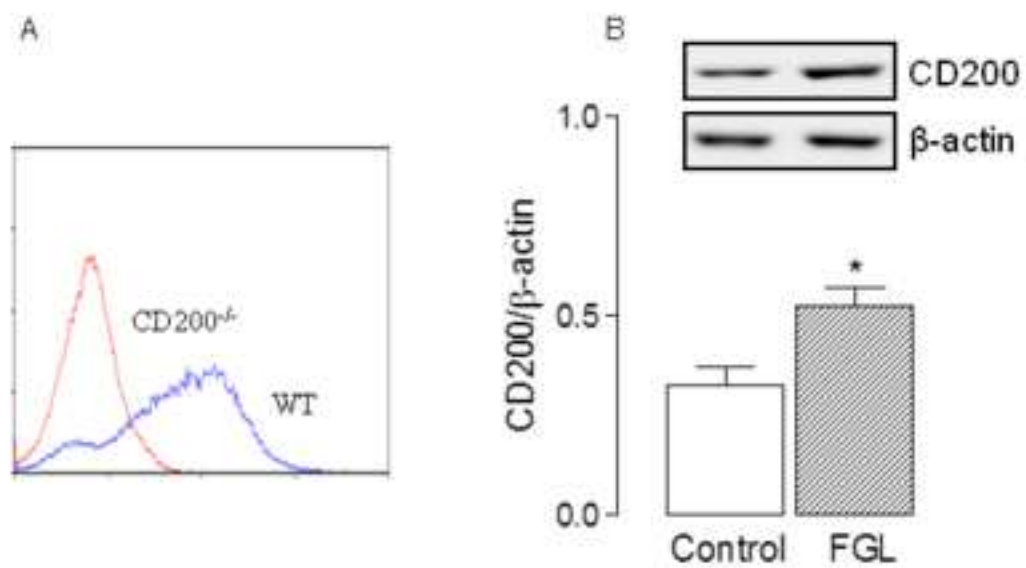 A
CD200-/-
WT
B
CD200
β-actin
CD200/β-actin
1.0
0.5
0.0
*
Control
FGL